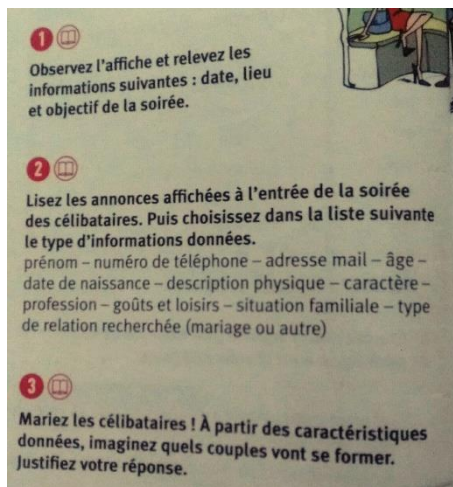 1
Observez l'affiche et relevez les
informations suivantes : date, lieu
et objectif de la soirée.
2
Lisez les annonces affichées à l'entrée de la soirée
des célibataires. Puis choisissez dans la liste suivante
le type d'informations données.
prénom – numéro de téléphone – adresse mail – âge –
date de naissance – description physique – caractère –
profession – goûts et loisirs – situation familiale – type
de relation recherchée (mariage ou autre)
3
Mariez les célibataires ! À partir des caractéristiques
données, imaginez quels couples vont se former.
Justifiez votre réponse.